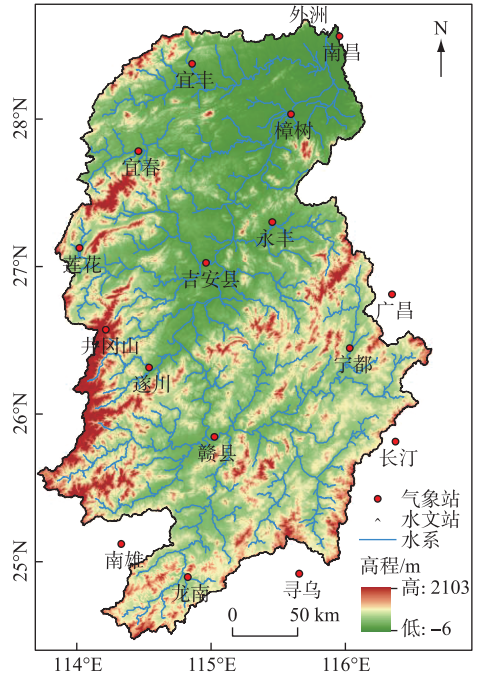 外洲
南昌
N
宜丰
28°N
樟树
宜春
永丰
莲花
27°N
吉安县
广昌
井冈山
宁都
遂川
26°N
赣县
长汀
气象站
水文站
水系
高程/m
高: 2103
低: -6
南雄
25°N
龙南
寻乌
0 50 km
114°E 115°E 116°E